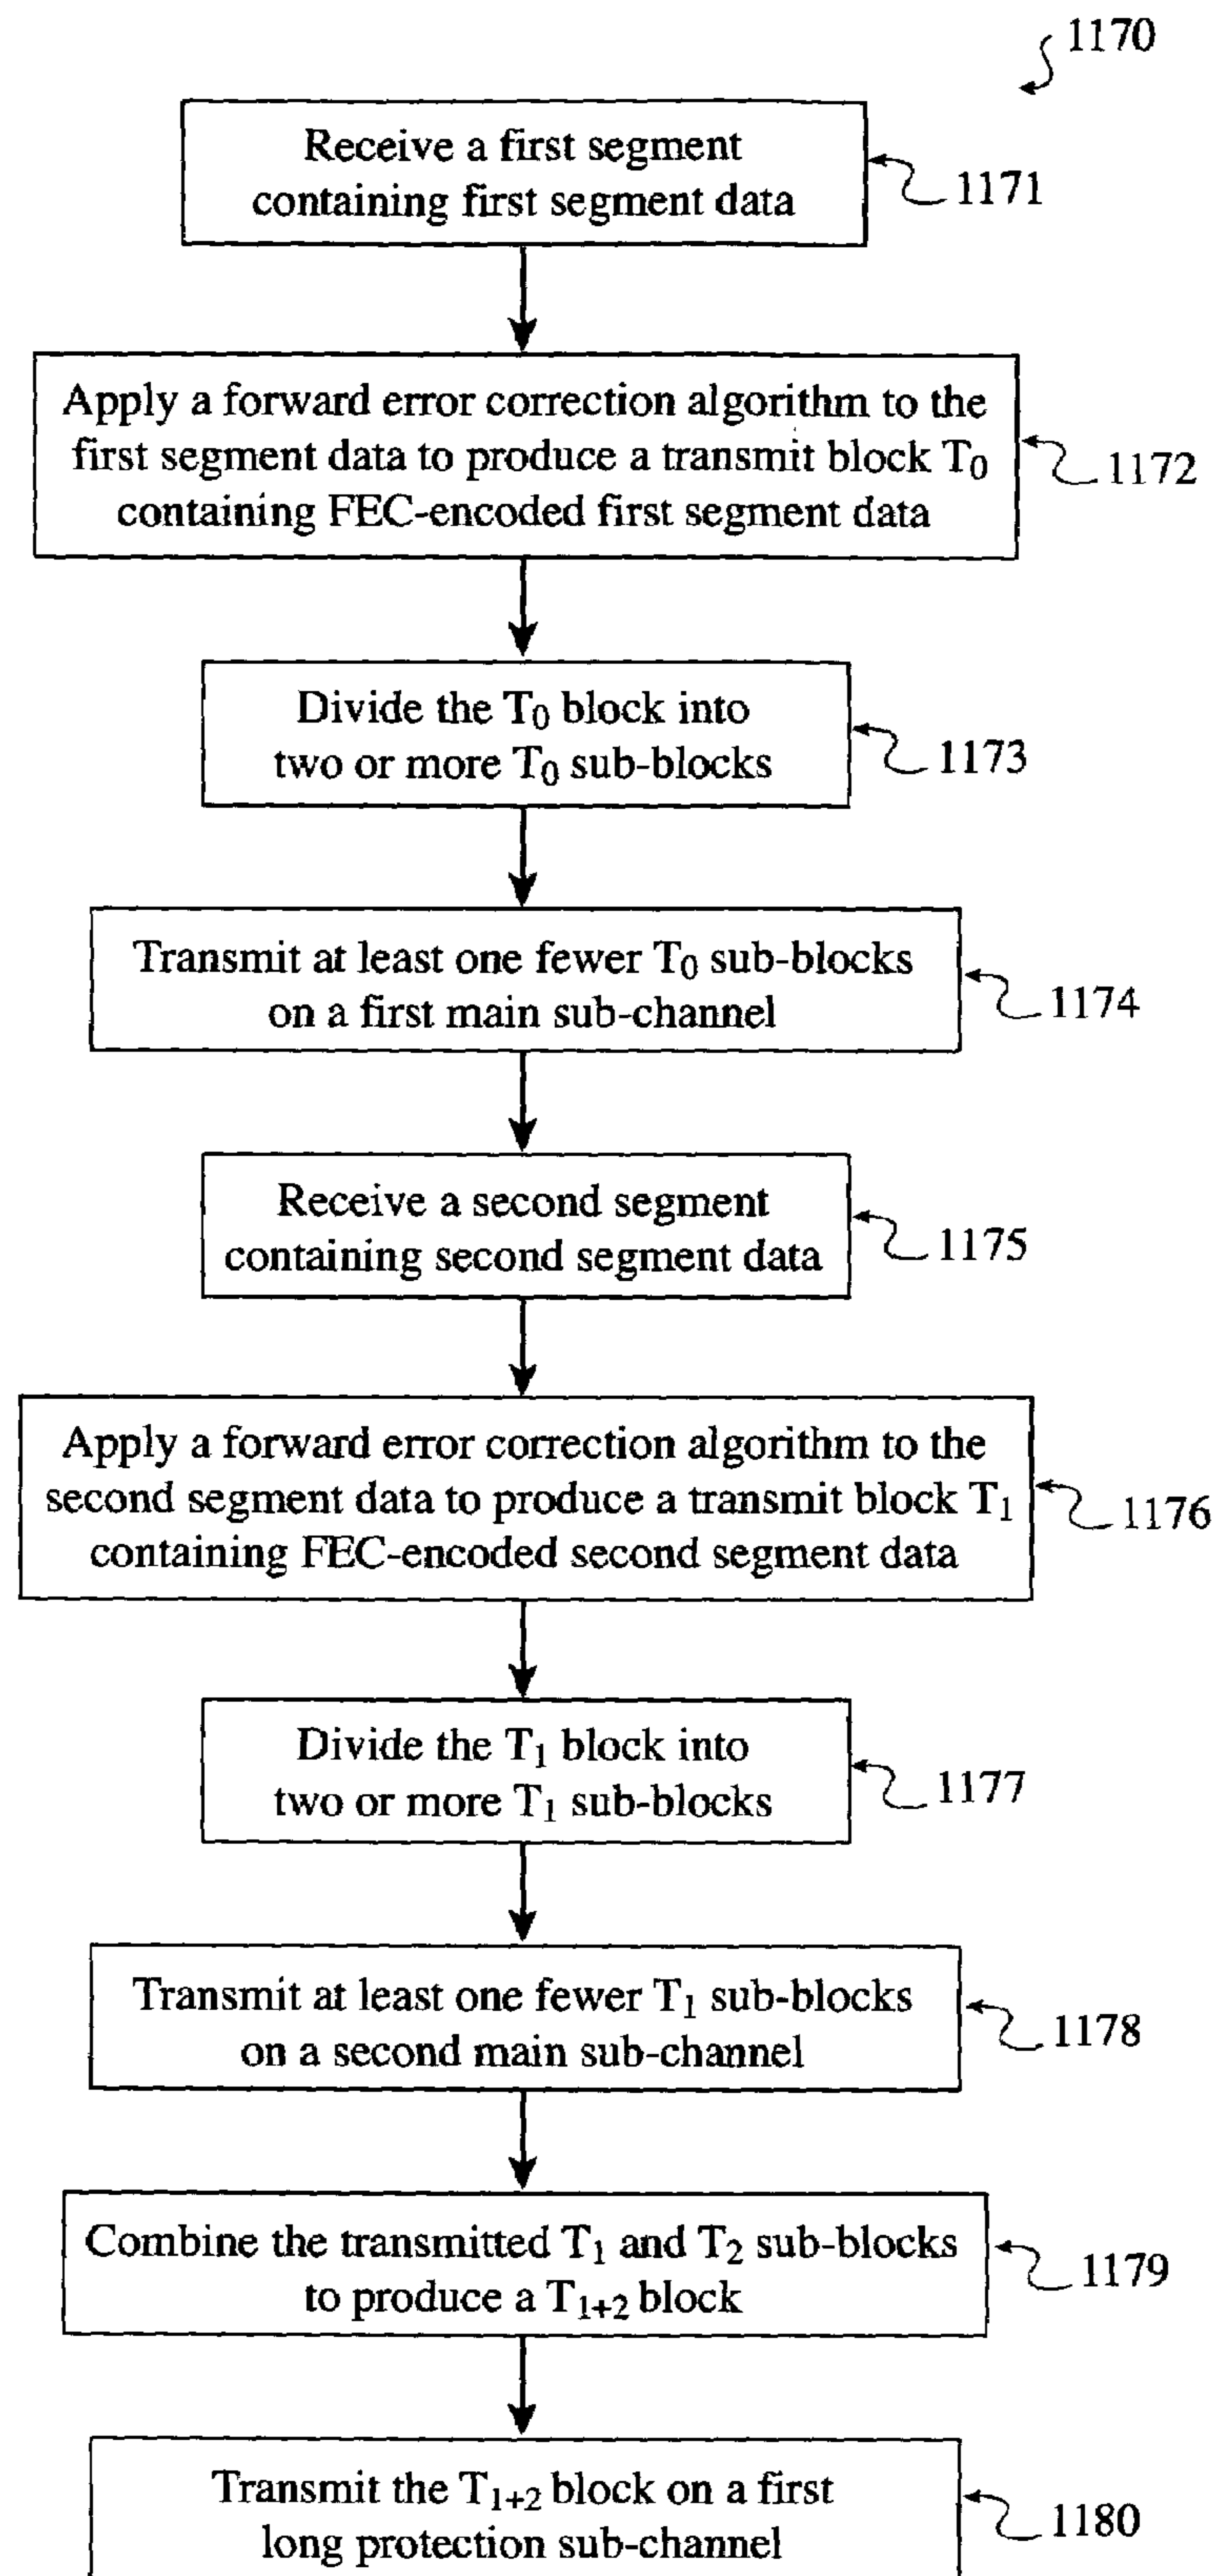 1170
Receive a first segment
containing first segment data
1171
Apply a forward error correction algorithm to the
first segment data to produce a transmit block T₀
containing FEC-encoded first segment data
1172
Divide the T₀ block into
two or more T₀ sub-blocks
1173
Transmit at least one fewer T₀ sub-blocks
on a first main sub-channel
1174
Receive a second segment
containing second segment data
1175
Apply a forward error correction algorithm to the
second segment data to produce a transmit block T₁
containing FEC-encoded second segment data
1176
Divide the T₁ block into
two or more T₁ sub-blocks
1177
Transmit at least one fewer T₁ sub-blocks
on a second main sub-channel
1178
Combine the transmitted T₁ and T₂ sub-blocks
to produce a T₁₊₂ block
1179
Transmit the T₁₊₂ block on a first
long protection sub-channel
1180